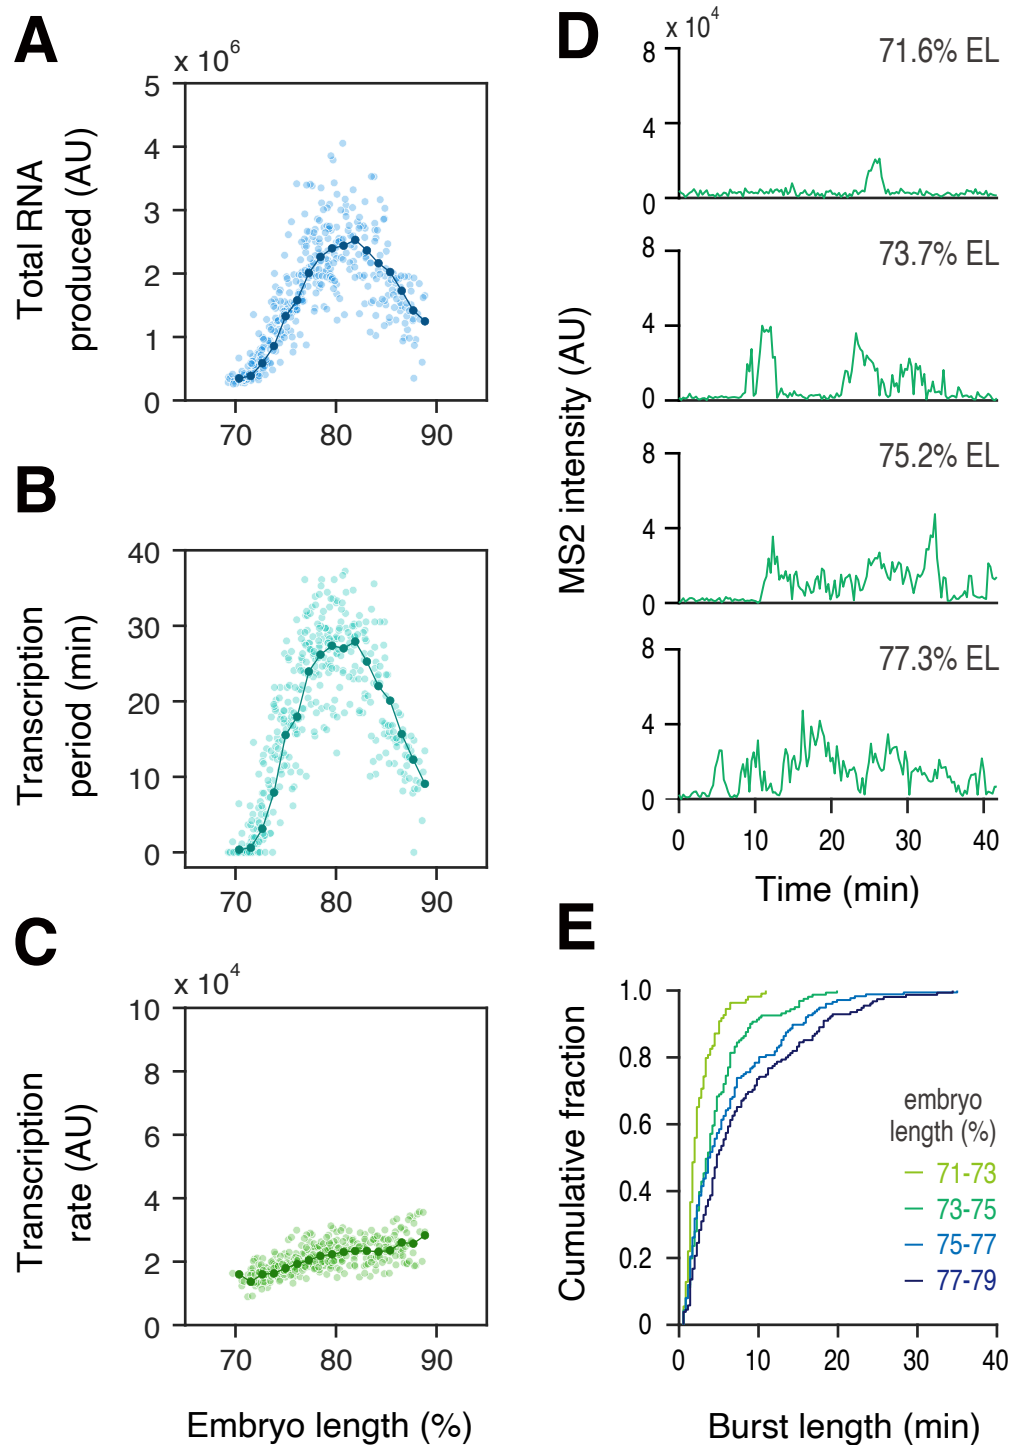 A
x 10^6
5
4
3
2
1
0
Total RNA
produced (AU)
70 80 90
B
40
30
20
10
0
Transcription
period (min)
70 80 90
C
x 10^4
10
8
6
4
2
0
Transcription
rate (AU)
70 80 90
Embryo length (%)
D
x 10^4
71.6% EL
8
4
0
73.7% EL
8
4
0
75.2% EL
8
4
0
77.3% EL
8
4
0
MS2 intensity (AU)
0 10 20 30 40
Time (min)
E
1.0
0.8
0.6
0.4
0.2
0
Cumulative fraction
embryo
length (%)
71-73
73-75
75-77
77-79
0 10 20 30 40
Burst length (min)